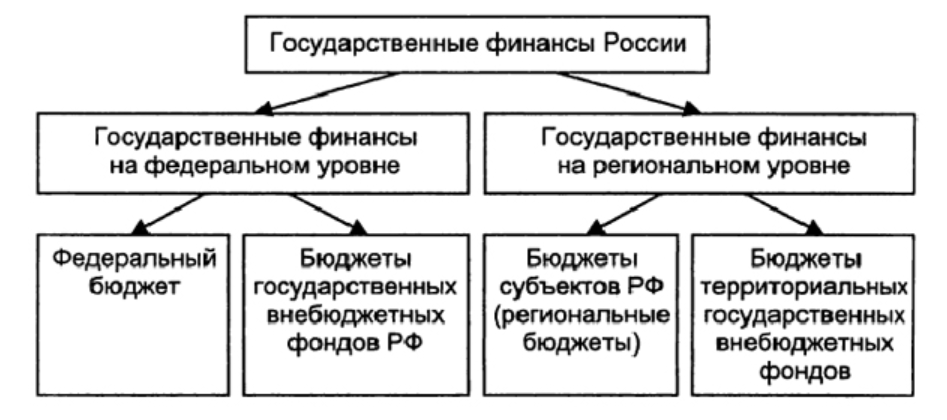 Государственные финансы России
Государственные финансы
на федеральном уровне
Государственные финансы
на региональном уровне
Федеральный
бюджет
Бюджеты
государственных
внебюджетных
фондов РФ
Бюджеты
субъектов РФ
(региональные
бюджеты)
Бюджеты
территориальных
государственных
внебюджетных
фондов